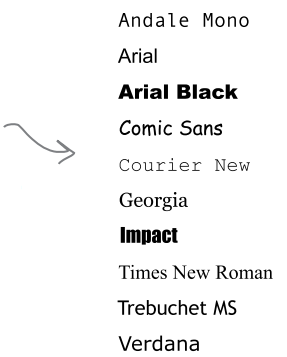 Andale Mono
Arial
Arial Black
Comic Sans
Courier New
Georgia
Impact
Times New Roman
Trebuchet MS
Verdana